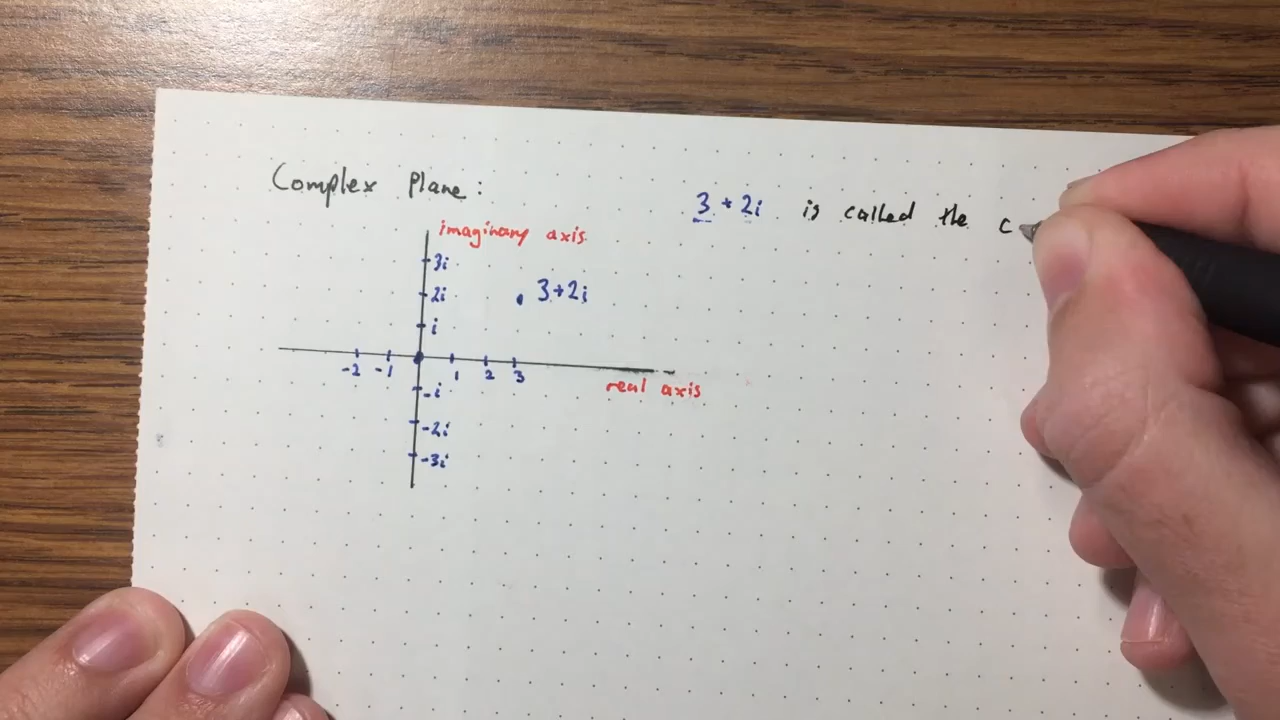 Complex Plane:
3 + 2i is called the c
imaginary axis
3i
2i
3+2i
i
-2 -1 1 2 3
real axis
-i
-2i
-3i